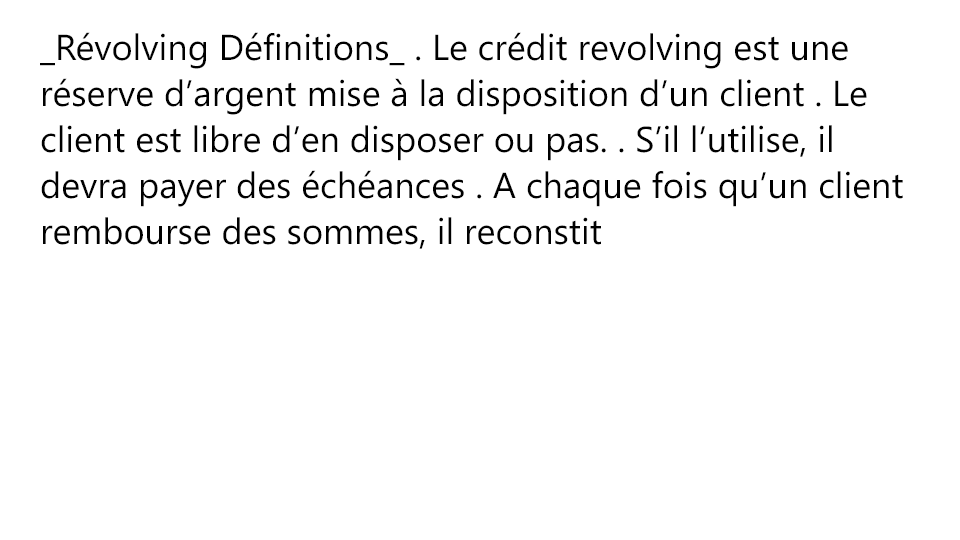 _Révolving Définitions_ . Le crédit revolving est une
réserve d’argent mise à la disposition d’un client . Le
client est libre d’en disposer ou pas. . S’il l’utilise, il
devra payer des échéances . A chaque fois qu’un client
rembourse des sommes, il reconstit